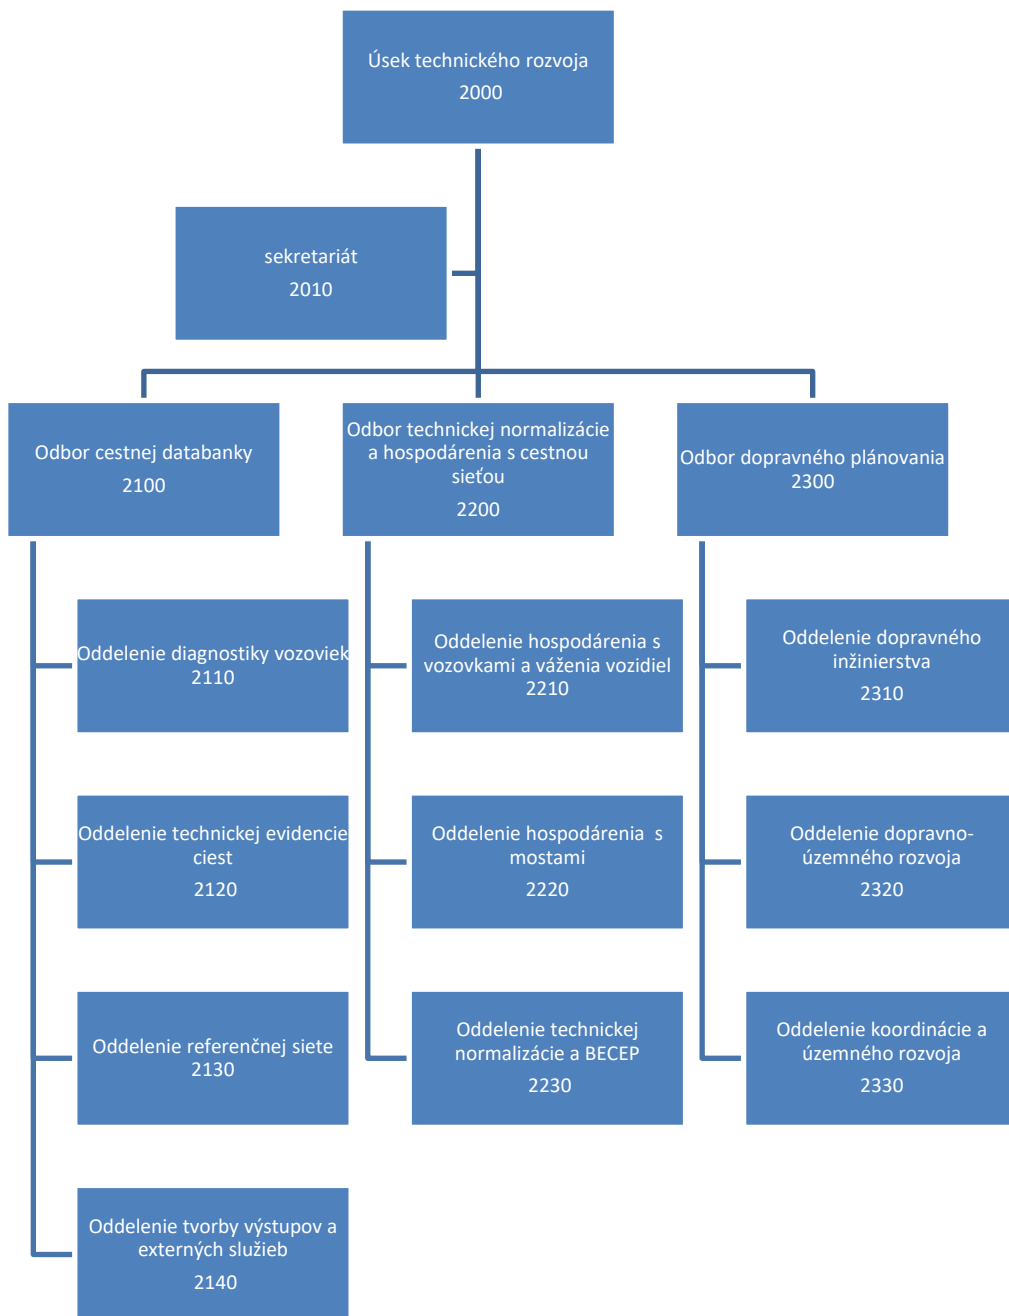 Úsek technického rozvoja
2000
sekretariát
2010
Odbor cestnej databanky
2100
Odbor technickej normalizácie
a hospodárenia s cestnou
sieťou
2200
Odbor dopravného plánovania
2300
Oddelenie diagnostiky vozoviek
2110
Oddelenie technickej evidencie
ciest
2120
Oddelenie referenčnej siete
2130
Oddelenie tvorby výstupov a
externých služieb
2140
Oddelenie hospodárenia s
vozovkami a váženia vozidiel
2210
Oddelenie hospodárenia  s
mostami
2220
Oddelenie technickej
normalizácie a BECEP
2230
Oddelenie dopravného
inžinierstva
2310
Oddelenie dopravno-
územného rozvoja
2320
Oddelenie koordinácie a
územného rozvoja
2330